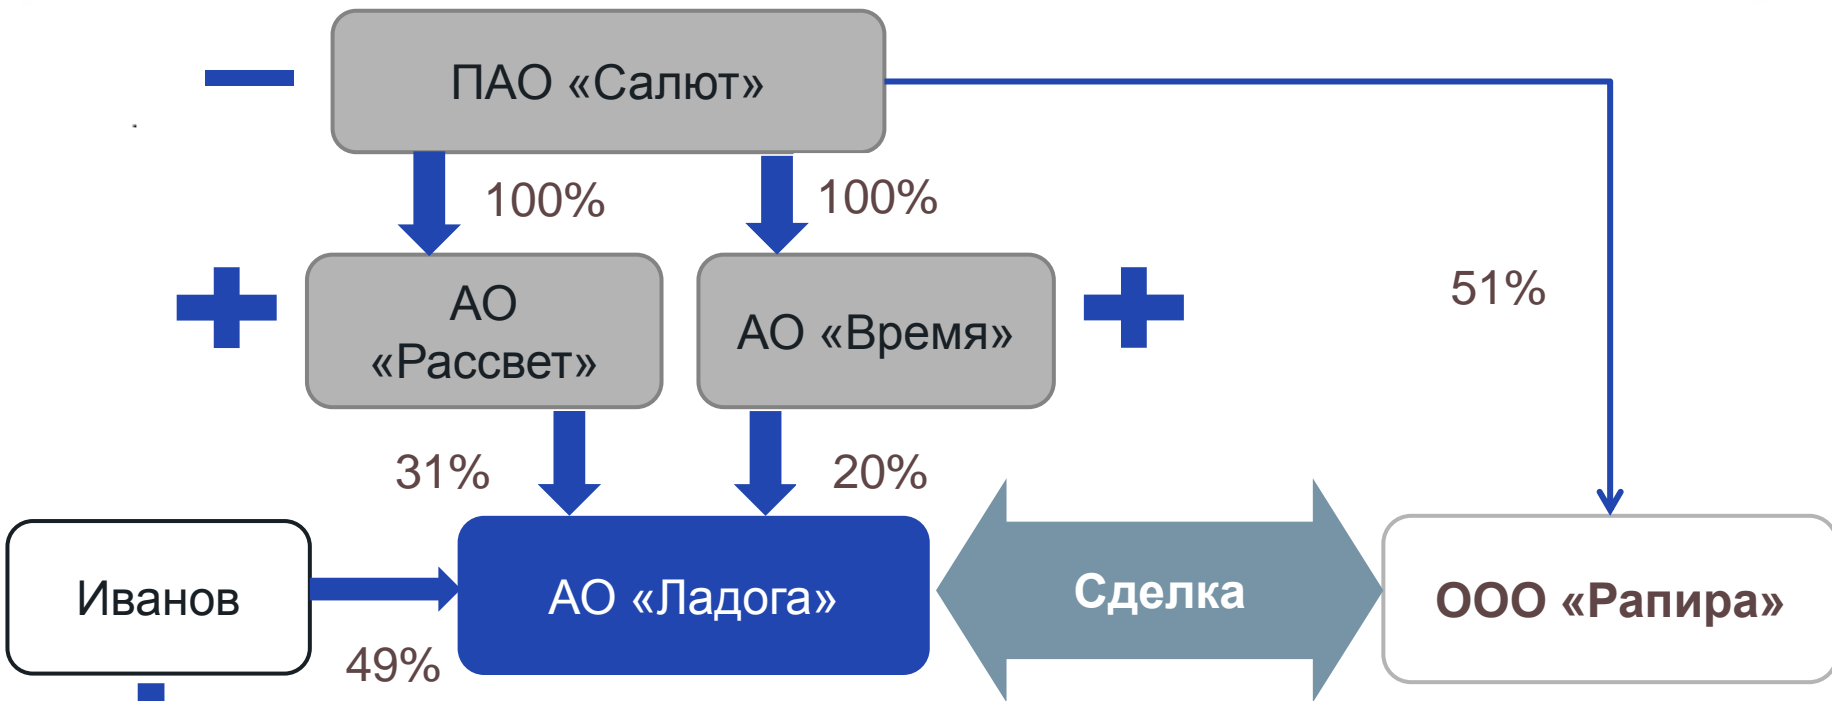 ПАО «Салют»
100%
100%
51%
АО
«Рассвет»
АО «Время»
31%
20%
Иванов
АО «Ладога»
Сделка
ООО «Рапира»
49%